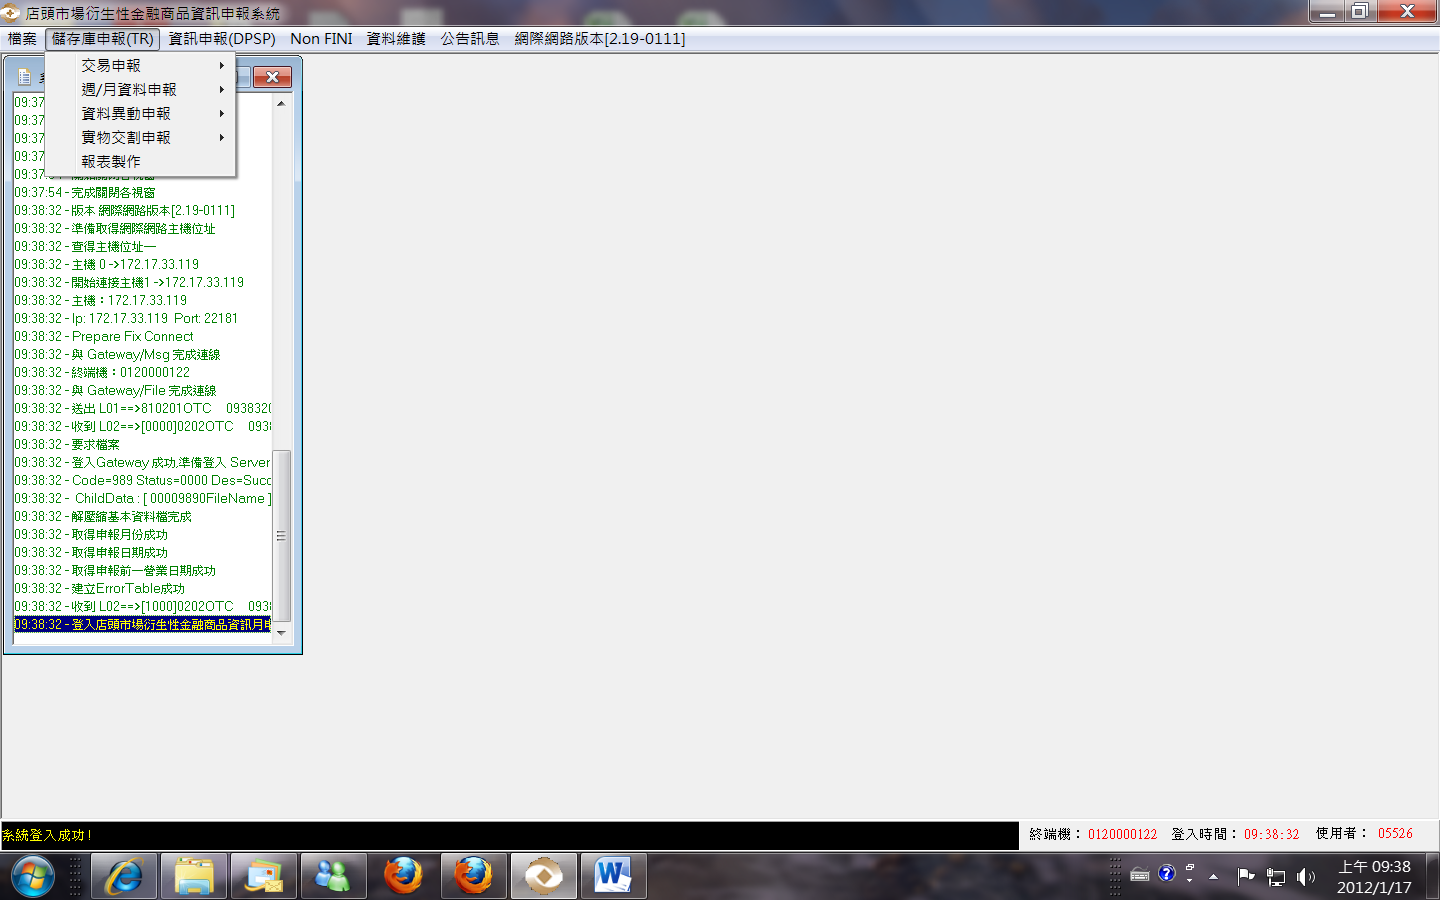 店頭市場衍生性金融商品資訊申報系統
檔案 儲存庫申報(TR) 資訊申報(DPSP) Non FINI 資料維護 公告訊息 網際網路版本[2.19-0111]
交易申報
週/月資料申報
資料異動申報
實物交割申報
報表製作
09:37
09:37
09:37
09:37
09:37:54 - 開始關閉各視窗
09:37:54 - 完成關閉各視窗
09:38:32 - 版本 網際網路版本[2.19-0111]
09:38:32 - 準備取得網際網路主機位址
09:38:32 - 查得主機位址一
09:38:32 - 主機 0 ->172.17.33.119
09:38:32 - 開始連接主機1 ->172.17.33.119
09:38:32 - 主機：172.17.33.119
09:38:32 - Ip: 172.17.33.119 Port: 22181
09:38:32 - Prepare Fix Connect
09:38:32 - 與 Gateway/Msg 完成連線
09:38:32 - 終端機：0120000122
09:38:32 - 與 Gateway/File 完成連線
09:38:32 - 送出 L01==>810201OTC 0938320
09:38:32 - 收到 L02==>[0000]0202OTC 0938
09:38:32 - 要求檔案
09:38:32 - 登入Gateway 成功,準備登入 Server
09:38:32 - Code=989 Status=0000 Des=Succ
09:38:32 - ChildData : [ 00009890FileName ]
09:38:32 - 解壓縮基本資料檔完成
09:38:32 - 取得申報月份成功
09:38:32 - 取得申報日期成功
09:38:32 - 取得申報前一營業日期成功
09:38:32 - 建立ErrorTable成功
09:38:32 - 收到 L02==>[1000]0202OTC 0938
09:38:32 - 登入店頭市場衍生性金融商品資訊月申
系統登入成功!
終端機：0120000122 登入時間：09:38:32 使用者：05526
上午 09:38
2012/1/17